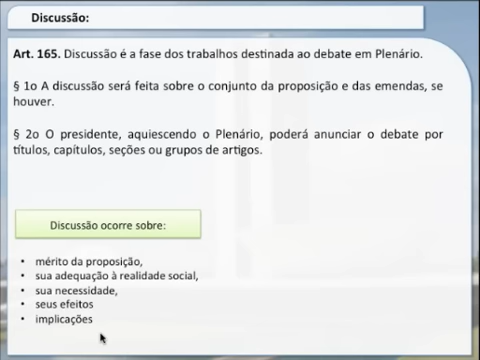 Discussão:
Art. 165. Discussão é a fase dos trabalhos destinada ao debate em Plenário.
§ 1o A discussão será feita sobre o conjunto da proposição e das emendas, se
houver.
§ 2o O presidente, aquiescendo o Plenário, poderá anunciar o debate por
títulos, capítulos, seções ou grupos de artigos.
Discussão ocorre sobre:
• mérito da proposição,
• sua adequação à realidade social,
• sua necessidade,
• seus efeitos
• implicações